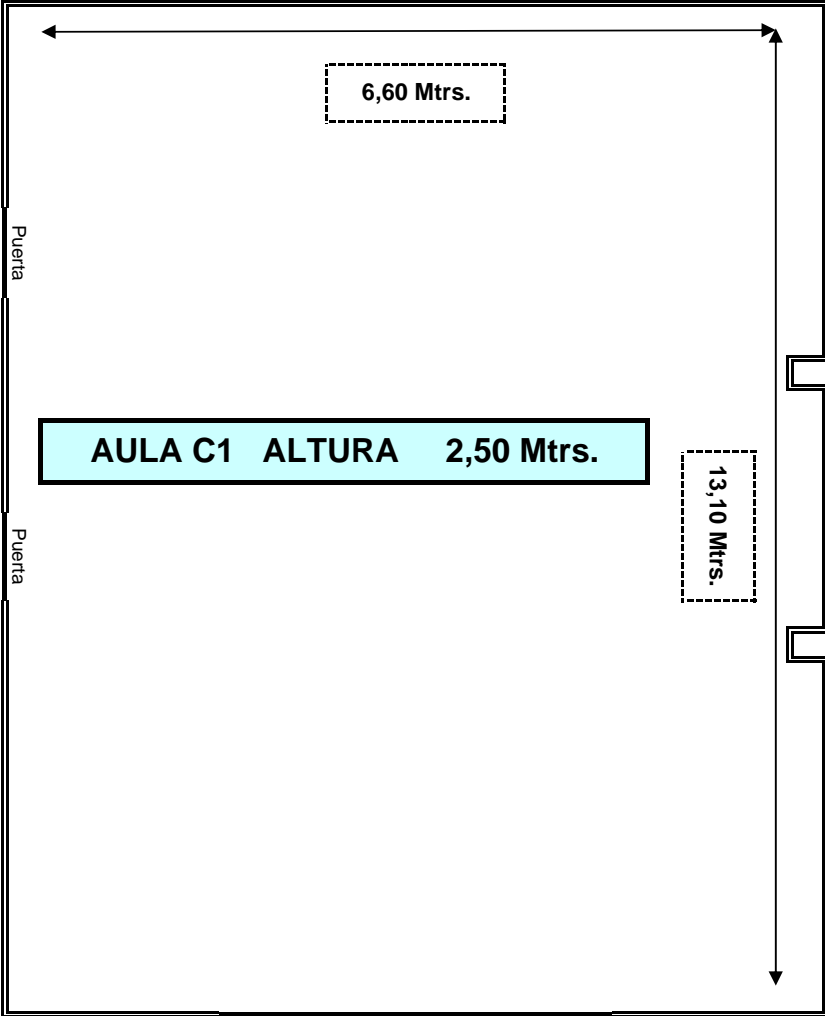 6,60 Mtrs.
Puerta
AULA C1 ALTURA 2,50 Mtrs.
13,10 Mtrs.
Puerta